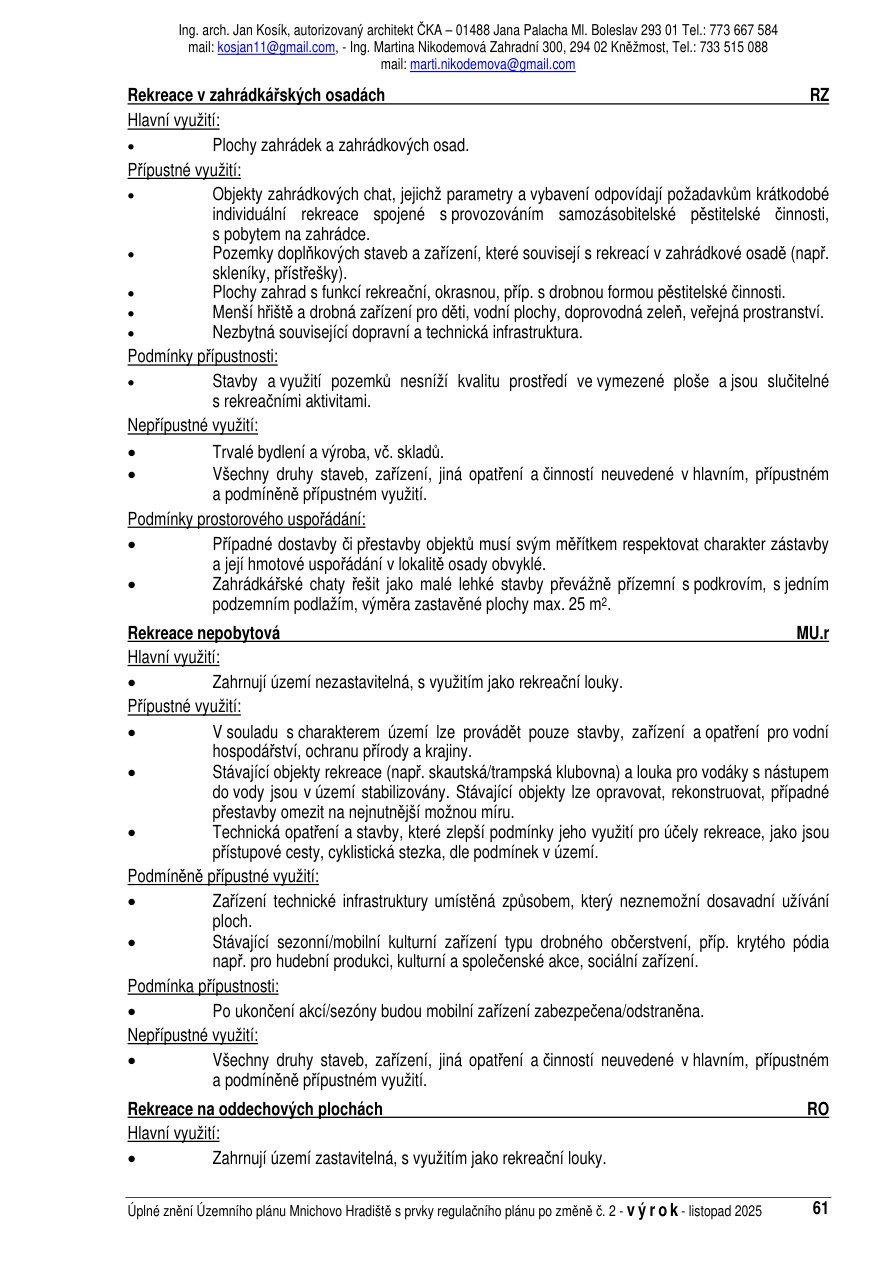 Ing. arch. Jan Kosík, autorizovaný architekt ČKA – 01488 Jana Palacha Ml. Boleslav 293 01 Tel.: 773 667 584
mail: kosjan11@gmail.com, - Ing. Martina Nikodemová Zahradní 300, 294 02 Kněžmost, Tel.: 733 515 088
mail: marti.nikodemova@gmail.com
Rekreace v zahrádkářských osadách RZ
Hlavní využití:
• Plochy zahrádek a zahrádkových osad.
Přípustné využití:
• Objekty zahrádkových chat, jejichž parametry a vybavení odpovídají požadavkům krátkodobé
individuální rekreace spojené s provozováním samozásobitelské pěstitelské činnosti,
s pobytem na zahrádce.
• Pozemky doplňkových staveb a zařízení, které souvisejí s rekreací v zahrádkové osadě (např.
skleníky, přístřešky).
• Plochy zahrad s funkcí rekreační, okrasnou, příp. s drobnou formou pěstitelské činnosti.
• Menší hřiště a drobná zařízení pro děti, vodní plochy, doprovodná zeleň, veřejná prostranství.
• Nezbytná související dopravní a technická infrastruktura.
Podmínky přípustnosti:
• Stavby a využití pozemků nesníží kvalitu prostředí ve vymezené ploše a jsou slučitelné
s rekreačními aktivitami.
Nepřípustné využití:
• Trvalé bydlení a výroba, vč. skladů.
• Všechny druhy staveb, zařízení, jiná opatření a činností neuvedené v hlavním, přípustném
a podmíněně přípustném využití.
Podmínky prostorového uspořádání:
• Případné dostavby či přestavby objektů musí svým měřítkem respektovat charakter zástavby
a její hmotové uspořádání v lokalitě osady obvyklé.
• Zahrádkářské chaty řešit jako malé lehké stavby převážně přízemní s podkrovím, s jedním
podzemním podlažím, výměra zastavěné plochy max. 25 m².
Rekreace nepobytová MU.r
Hlavní využití:
• Zahrnují území nezastavitelná, s využitím jako rekreační louky.
Přípustné využití:
• V souladu s charakterem území lze provádět pouze stavby, zařízení a opatření pro vodní
hospodářství, ochranu přírody a krajiny.
• Stávající objekty rekreace (např. skautská/trampská klubovna) a louka pro vodáky s nástupem
do vody jsou v území stabilizovány. Stávající objekty lze opravovat, rekonstruovat, případné
přestavby omezit na nejnutnější možnou míru.
• Technická opatření a stavby, které zlepší podmínky jeho využití pro účely rekreace, jako jsou
přístupové cesty, cyklistická stezka, dle podmínek v území.
Podmíněně přípustné využití:
• Zařízení technické infrastruktury umístěná způsobem, který neznemožní dosavadní užívání
ploch.
• Stávající sezonní/mobilní kulturní zařízení typu drobného občerstvení, příp. krytého pódia
např. pro hudební produkci, kulturní a společenské akce, sociální zařízení.
Podmínka přípustnosti:
• Po ukončení akcí/sezóny budou mobilní zařízení zabezpečena/odstraněna.
Nepřípustné využití:
• Všechny druhy staveb, zařízení, jiná opatření a činností neuvedené v hlavním, přípustném
a podmíněně přípustném využití.
Rekreace na oddechových plochách RO
Hlavní využití:
• Zahrnují území zastavitelná, s využitím jako rekreační louky.
Úplné znění Územního plánu Mnichovo Hradiště s prvky regulačního plánu po změně č. 2 - v ý r o k - listopad 2025 61